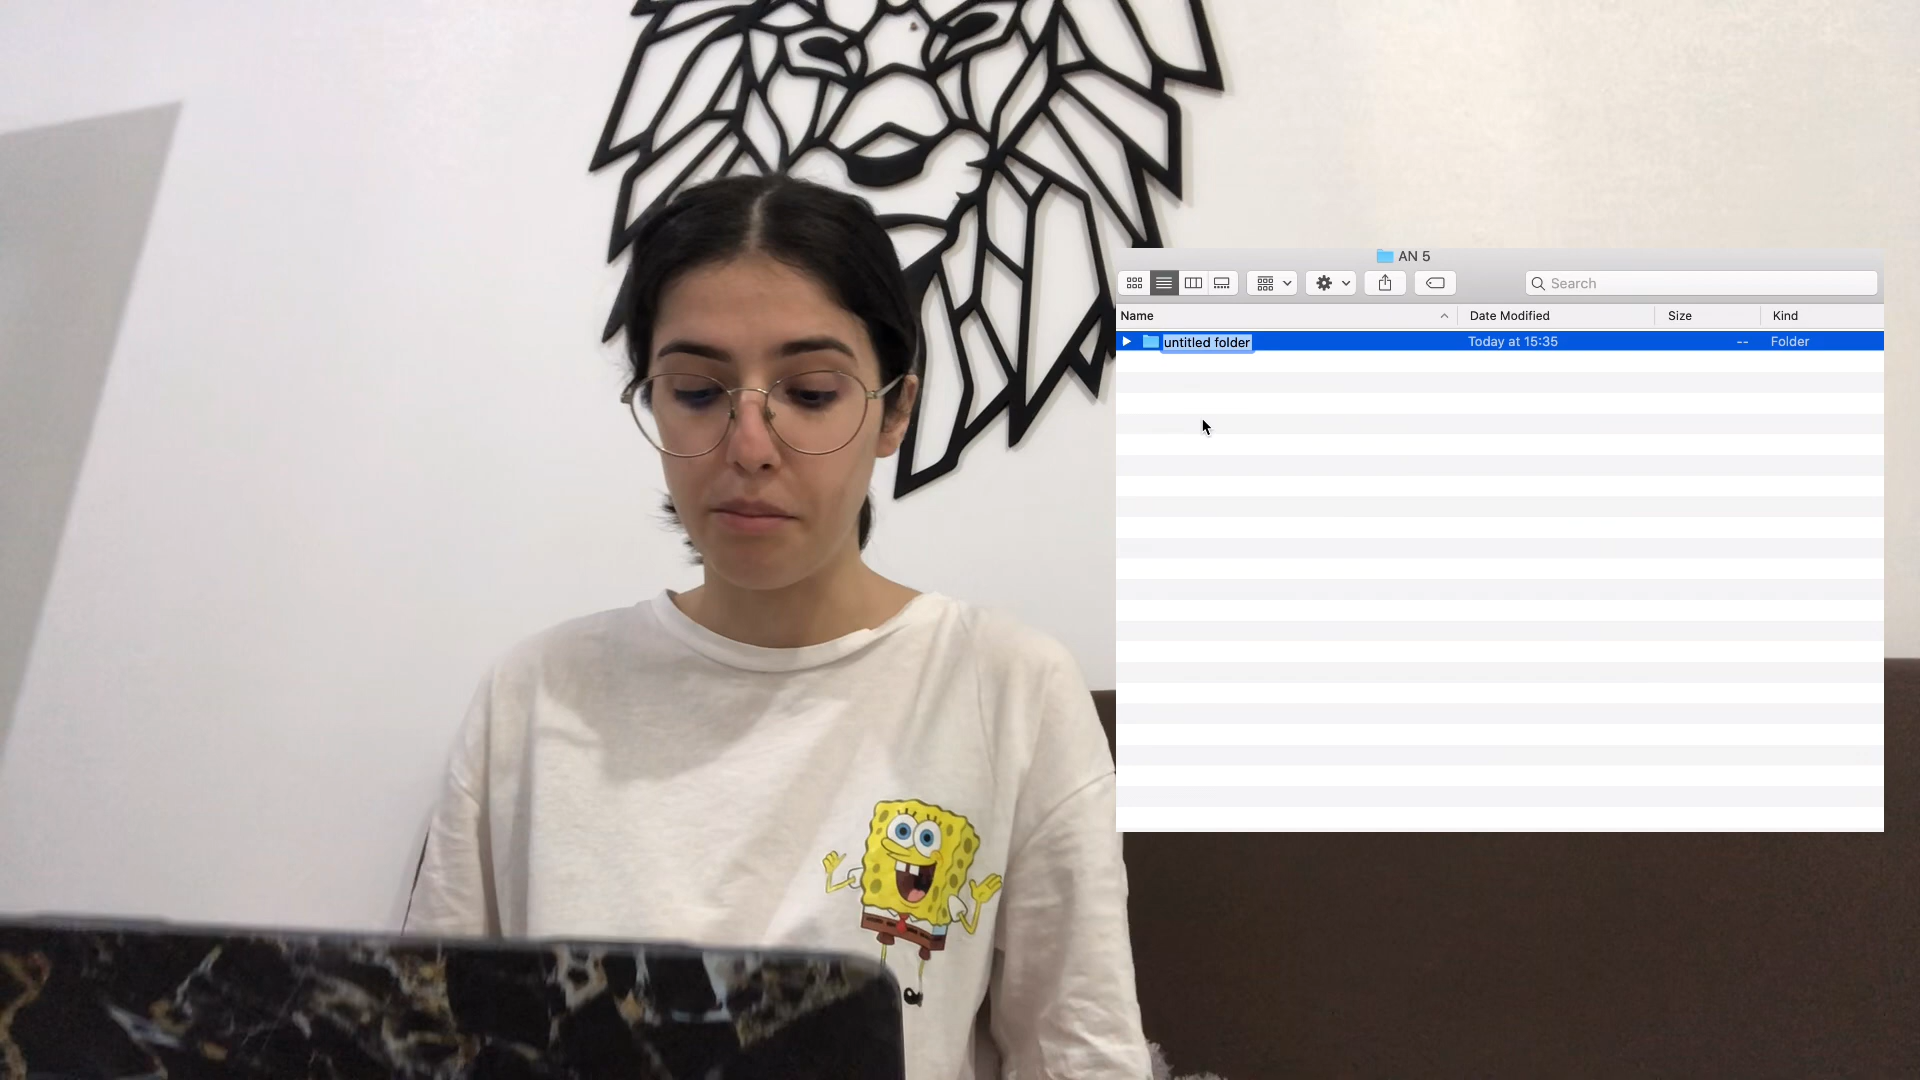 AN 5
Search
Name Date Modified Size Kind
untitled folder Today at 15:35 -- Folder